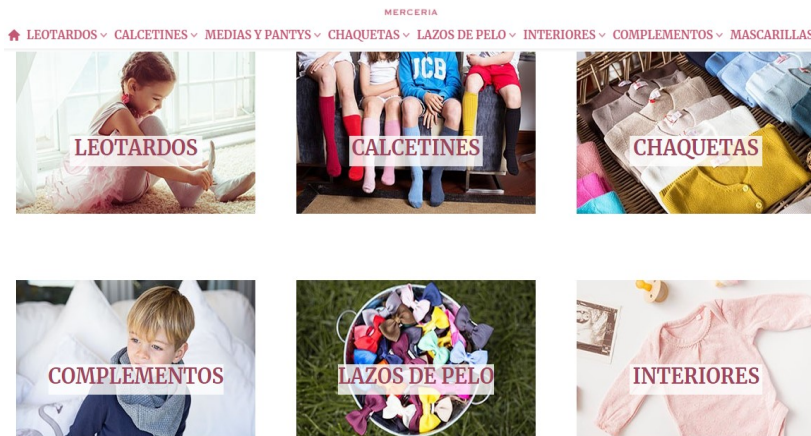 MERCERIA
LEOTARDOS CALCETINES MEDIAS Y PANTYS CHAQUETAS LAZOS DE PELO INTERIORES COMPLEMENTOS MASCARILLAS
UCB
LEOTARDOS CALCETINES CHAQUETAS
COMPLEMENTOS LAZOS DE PELO INTERIORES